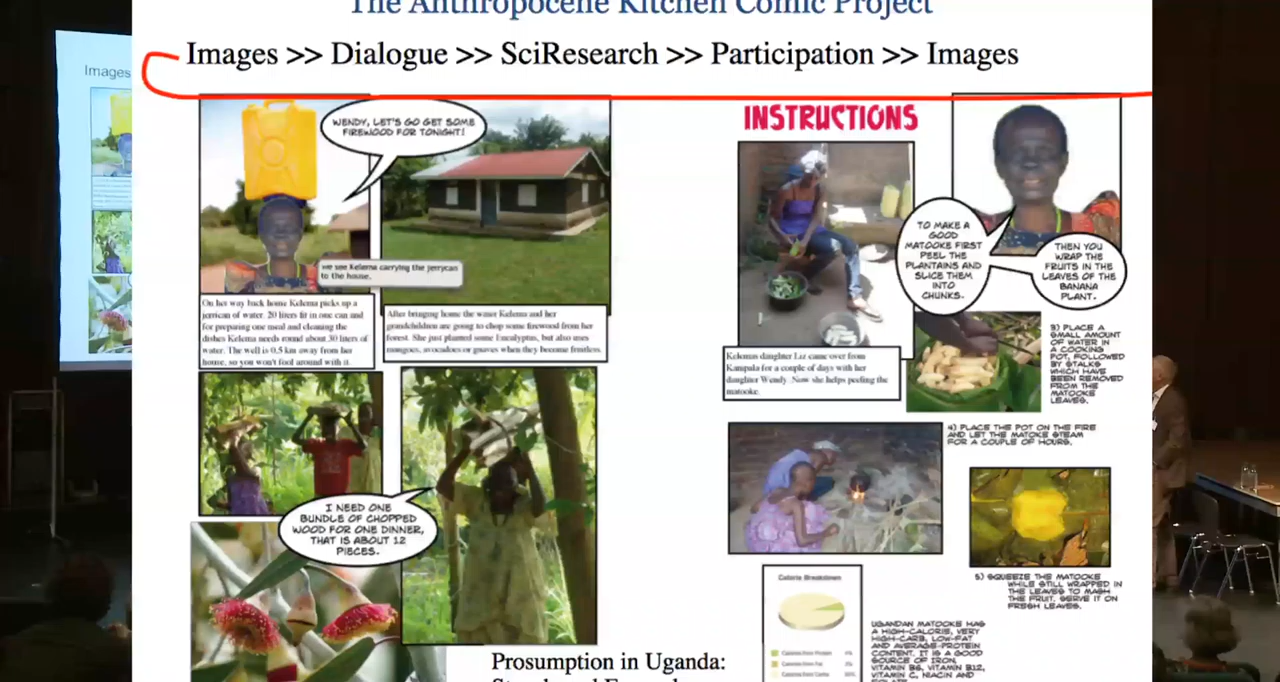 The Anthropocene Kitchen Comic Project
Images >> Dialogue >> SciResearch >> Participation >> Images
Images
WENDY, LET'S GO GET SOME
FIREWOOD FOR TONIGHT!
we see Kelema carrying the jerrycan
to the house.
On her way back home Kelema picks up a
jerrican of water. 20 liters fit in one can and
for preparing one meal and cleaning the
dishes Kelema needs round about 30 liters of
water. The well is 0,5 km away from her
house, so you won't fool around with it.
After bringing home the water Kelema and her
grandchildren are going to chop some firewood from her
forest. She just planted some Eucalyptus, but also uses
mangoes, avocadoes or guaves when they become fruitless.
I NEED ONE
BUNDLE OF CHOPPED
WOOD FOR ONE DINNER,
THAT IS ABOUT 12
PIECES.
INSTRUCTIONS
TO MAKE A
GOOD
MATOOKE FIRST
PEEL THE
PLANTAINS AND
SLICE THEM
INTO
CHUNKS.
THEN YOU
WRAP THE
FRUITS IN THE
LEAVES OF THE
BANANA
PLANT.
Kelemas daughter Liz came over from
Kampala for a couple of days with her
daughter Wendy. Now she helps peeling the
matooke.
3) PLACE A
SMALL AMOUNT
OF WATER IN
A COOKING
POT, FOLLOWED
BY STALKS
WHICH HAVE
BEEN REMOVED
FROM THE
MATOOKE
LEAVES.
4) PLACE THE POT ON THE FIRE
AND LET THE MATOKE STEAM
FOR A COUPLE OF HOURS.
5) SQUEEZE THE MATOOKE
WHILE STILL WRAPPED IN
THE LEAVES TO MASH
THE FRUIT. SERVE IT ON
FRESH LEAVES.
Calorie Breakdown
Calories from Protein
Calories from Fat
Calories from Carbs
UGANDAN MATOOKE HAS
A HIGH-CALORIE, VERY
HIGH-CARB, LOW-FAT
AND AVERAGE-PROTEIN
CONTENT. IT IS A GOOD
SOURCE OF IRON,
VITAMIN B6, VITAMIN B12,
VITAMIN C, NIACIN AND
Prosumption in Uganda: